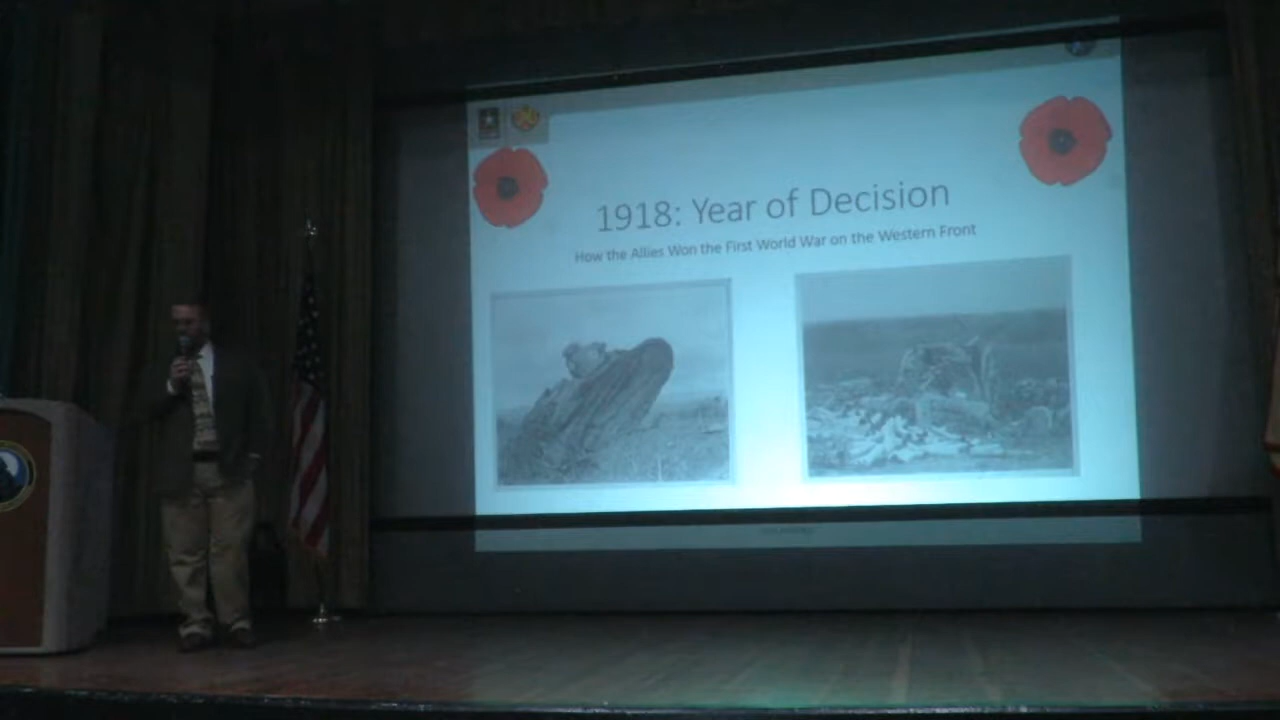 1918: Year of Decision
How the Allies Won the First World War on the Western Front